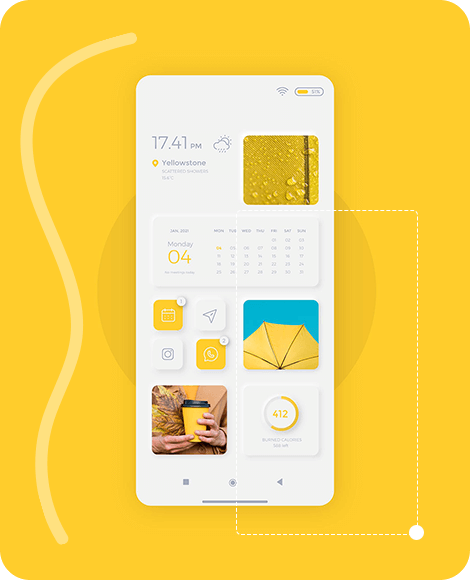 52%
17.41 PM
Yellowstone
SCATTERED SHOWERS
JAN, 2021
MON. TUE. WED. THU. FRI. SAT. SUN.
01 02 03
Monday
04 05 06 07 08 09 10
04
11 12 13 14 15 16 17
18 19 20 21 22 23 24
25 26 27 28 29 30 31
1
2
412
BURNED CALORIES